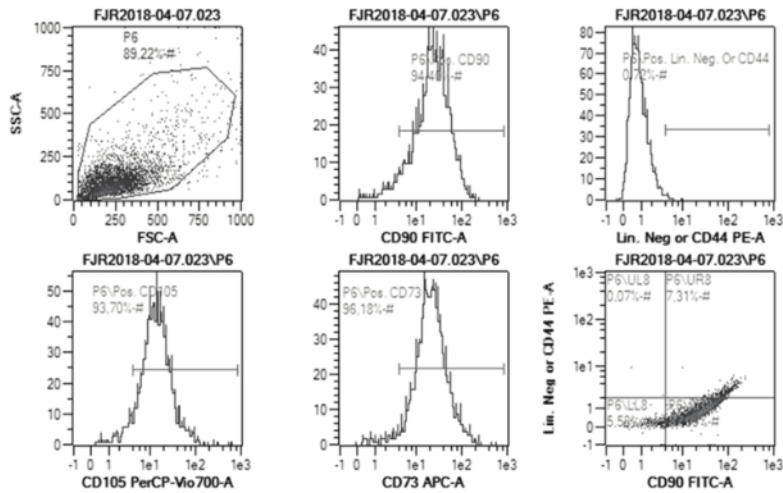 FJR2018-04-07.023
P6
89,22%-#
SSC-A
1000
750
500
250
0
0 250 500 750 1000
FSC-A
FJR2018-04-07.023\P6
P6\Pos. CD90
40
30
20
10
0
-1 0 1 1e1 1e2 1e3
CD90 FITC-A
FJR2018-04-07.023\P6
P6\Pos. Lin. Neg. Or CD44
0,72%-#
80
60
40
20
0
-1 0 1 1e1 1e2 1e3
Lin. Neg or CD44 PE-A
FJR2018-04-07.023\P6
P6\Pos. CD105
93,70%-#
50
40
30
20
10
0
-1 0 1 1e1 1e2 1e3
CD105 PerCP-Vio700-A
FJR2018-04-07.023\P6
P6\Pos. CD73
96,18%-#
40
30
20
10
0
-1 0 1 1e1 1e2 1e3
CD73 APC-A
FJR2018-04-07.023\P6
P6\UL8 P6\UR8
0,07%-# 7,31%-#
P6\LL8
Lin. Neg or CD44 PE-A
1e3
1e2
1e1
1
0
-1
-1 0 1 1e1 1e2 1e3
CD90 FITC-A